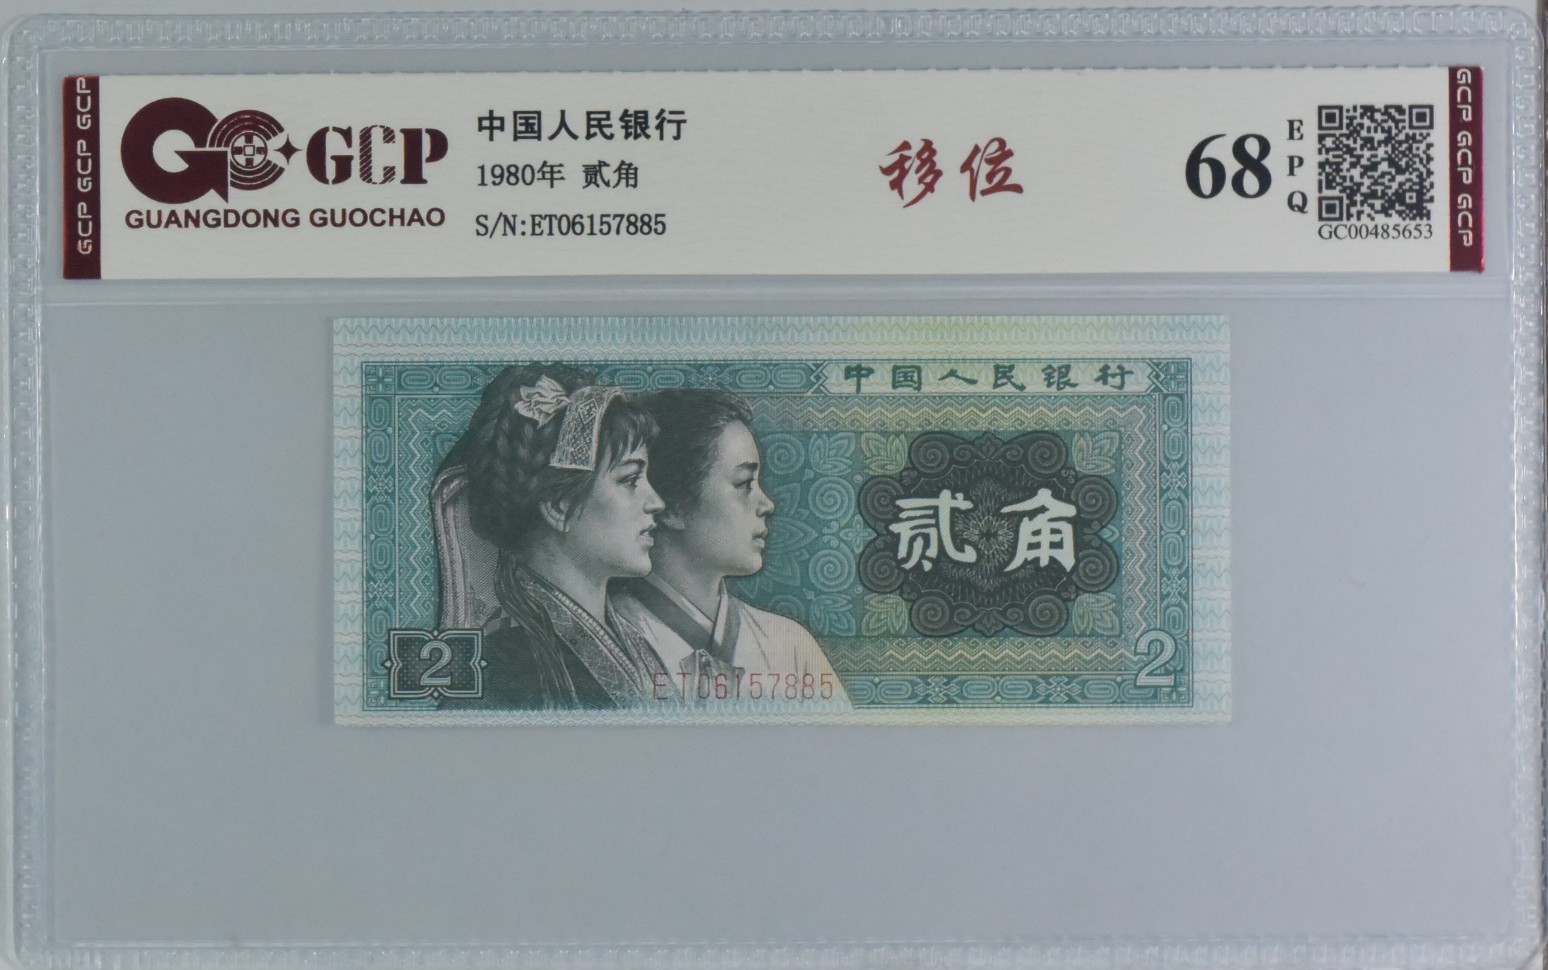 GCP GCP GCP
GCP
GUANGDONG GUOCHAO
中国人民银行
1980年 贰角
S/N:ET06157885
移位
68
EPQ
GC00485653
GCP GCP GCP
中国人民银行
贰角
2
ET06157885
2